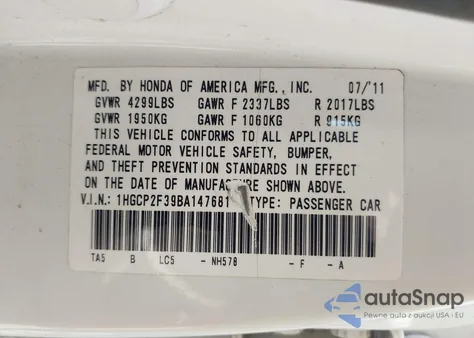 MFD. BY HONDA OF AMERICA MFG., INC. 07/'11
GVWR 4299LBS GAWR F 2337LBS R 2017LBS
GVWR 1950KG GAWR F 1060KG R 915KG
THIS VEHICLE CONFORMS TO ALL APPLICABLE
FEDERAL MOTOR VEHICLE SAFETY, BUMPER,
AND THEFT PREVENTION STANDARDS IN EFFECT
ON THE DATE OF MANUFACTURE SHOWN ABOVE.
V.I.N.: 1HGCP2F39BA147681 TYPE: PASSENGER CAR
TA5 B LC5 -NH578 -F -A
autoSnap
Pewne auta z aukcji USA i EU